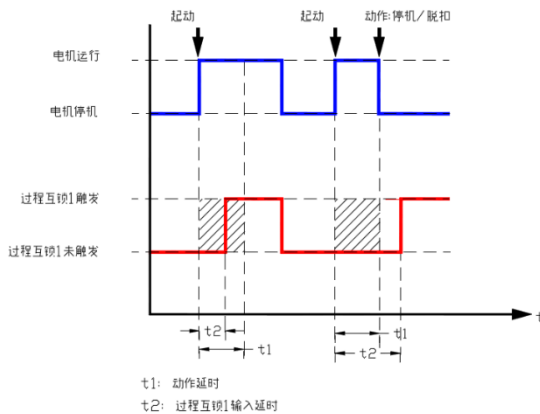 起动
起动
动作:停机/脱扣
电机运行
电机停机
过程互锁1触发
过程互锁1未触发
t
t2
t1
t1
t2
t1: 动作延时
t2: 过程互锁1输入延时